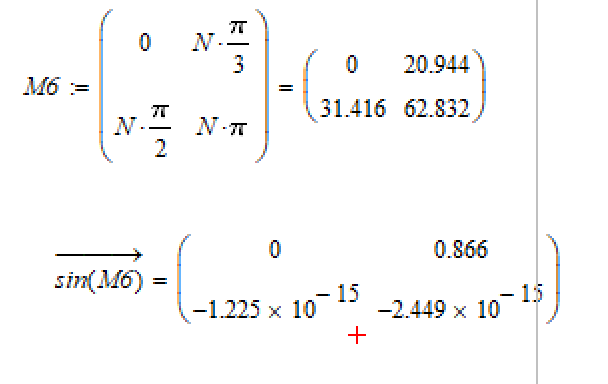 M6 := ( 0 N·π/3 ; N·π/2 N·π ) = ( 0 20.944 ; 31.416 62.832 )
sin(M6) = ( 0 0.866 ; −1.225 × 10^−15 −2.449 × 10^−15 )